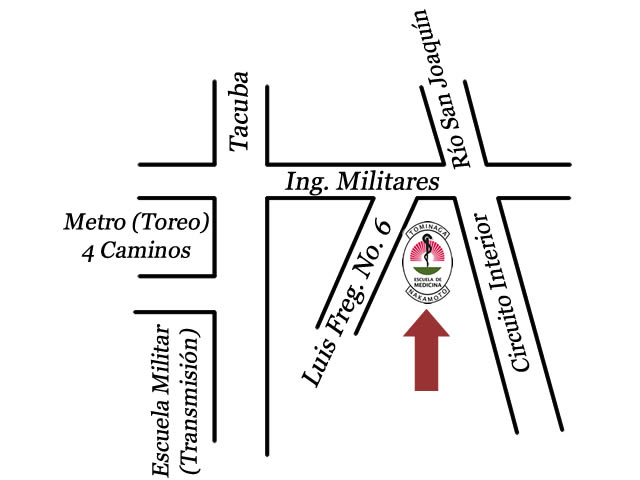 Río San Joaquín
Tacuba
Ing. Militares
Metro (Toreo)
4 Caminos
Luis Freg. No. 6
TOMINAGA
ESCUELA DE
MEDICINA
NAKAMOTO
Circuito Interior
Escuela Militar
(Transmisión)